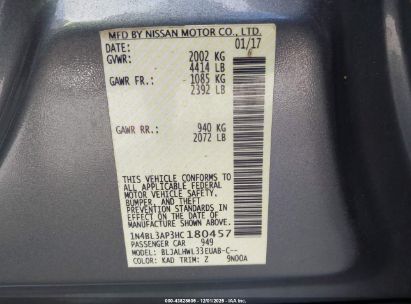 MFD BY NISSAN MOTOR CO., LTD.
DATE: 01/17
GVWR: 2002 KG
4414 LB
GAWR FR.: 1085 KG
2392 LB
GAWR RR.: 940 KG
2072 LB
THIS VEHICLE CONFORMS TO ALL
APPLICABLE FEDERAL
MOTOR VEHICLE SAFETY,
BUMPER, AND THEFT
PREVENTION STANDARDS
IN EFFECT ON THE DATE OF
MANUFACTURE SHOWN ABOVE.
1N4BL3AP3HC180457
PASSENGER CAR 949
MODEL: BLJALHWL33EUAB-C--
COLOR: KAD TRIM: Z 9N00A
© IAA Holdings, LLC